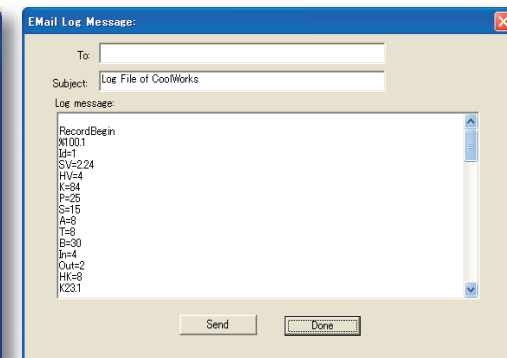 EMail Log Message:
To:
Subject: Log File of CoolWorks
Log message:
RecordBegin
%100.1
Id=1
SV=2.24
HV=4
K=84
P=25
S=15
A=8
T=8
B=30
In=4
Out=2
HK=8
K23.1
Send Done